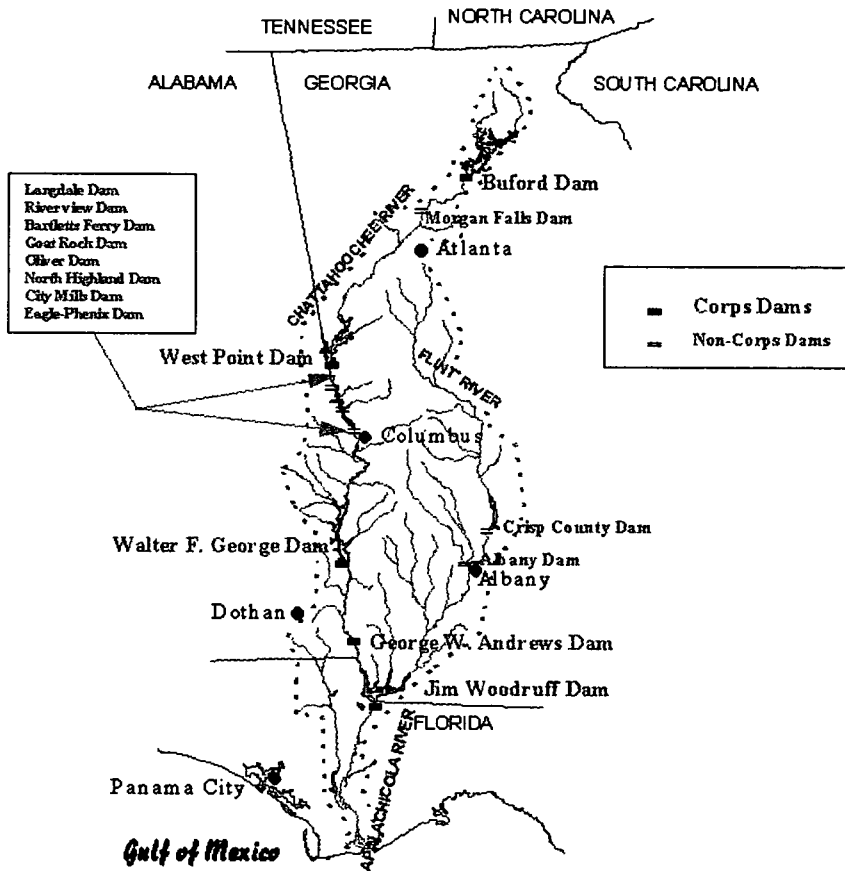 TENNESSEE
NORTH CAROLINA
ALABAMA
GEORGIA
SOUTH CAROLINA
Langdale Dam
Riverview Dam
Bartletts Ferry Dam
Goat Rock Dam
Oliver Dam
North Highland Dam
City Mills Dam
Eagle-Phenix Dam
Buford Dam
CHATTAHOOCHEE RIVER
Morgan Falls Dam
Atlanta
Corps Dams
Non-Corps Dams
West Point Dam
FLINT RIVER
Columbus
Crisp County Dam
Walter F. George Dam
Albany Dam
Albany
Dothan
George W. Andrews Dam
Jim Woodruff Dam
FLORIDA
APALACHICOLA RIVER
Panama City
Gulf of Mexico